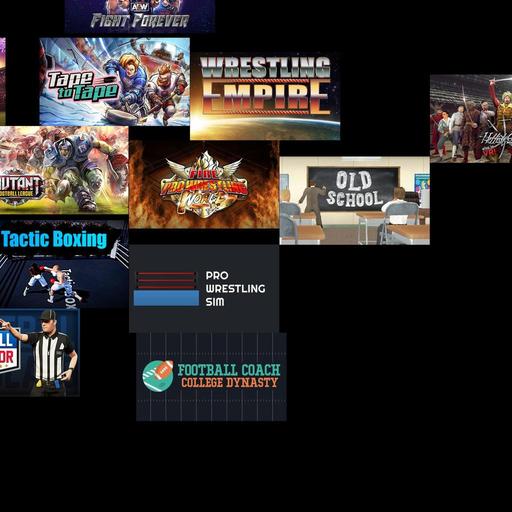 AEW
FIGHT FOREVER
Tape
to Tape
WRESTLING
EMPIRE
MUTANT
FOOTBALL LEAGUE
FIRE
PRO WRESTLING
WORLD
OLD
SCHOOL
Tactic Boxing
PRO
WRESTLING
SIM
FOOTBALL COACH
COLLEGE DYNASTY